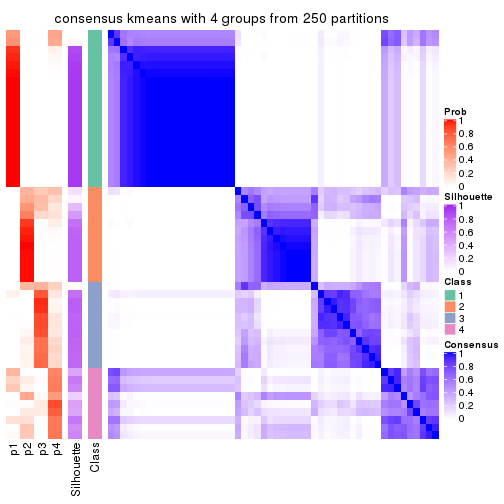 consensus kmeans with 4 groups from 250 partitions
Prob
1
0.8
0.6
0.4
0.2
0
Silhouette
1
0.8
0.6
0.4
0.2
0
Class
1
2
3
4
Consensus
1
0.8
0.6
0.4
0.2
0
p1
p2
p3
p4
Silhouette
Class